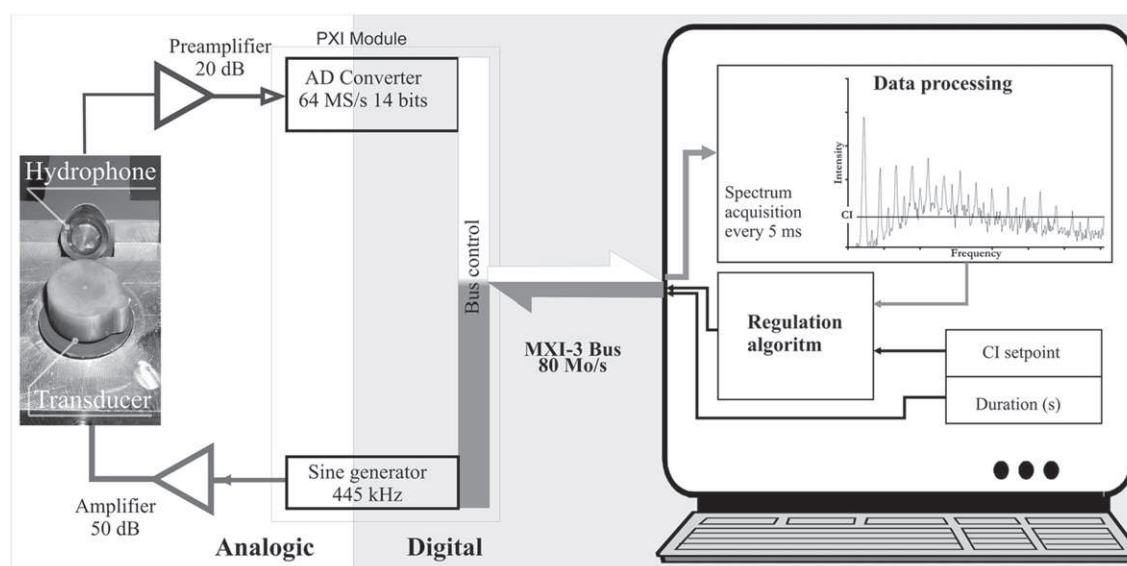 PXI Module
Preamplifier
20 dB
AD Converter
64 MS/s 14 bits
Hydrophone
Transducer
Amplifier
50 dB
Sine generator
445 kHz
Analogic
Digital
Bus control
MXI-3 Bus
80 Mo/s
Data processing
Spectrum
acquisition
every 5 ms
Intensity
CI
Frequency
Regulation
algoritm
CI setpoint
Duration (s)